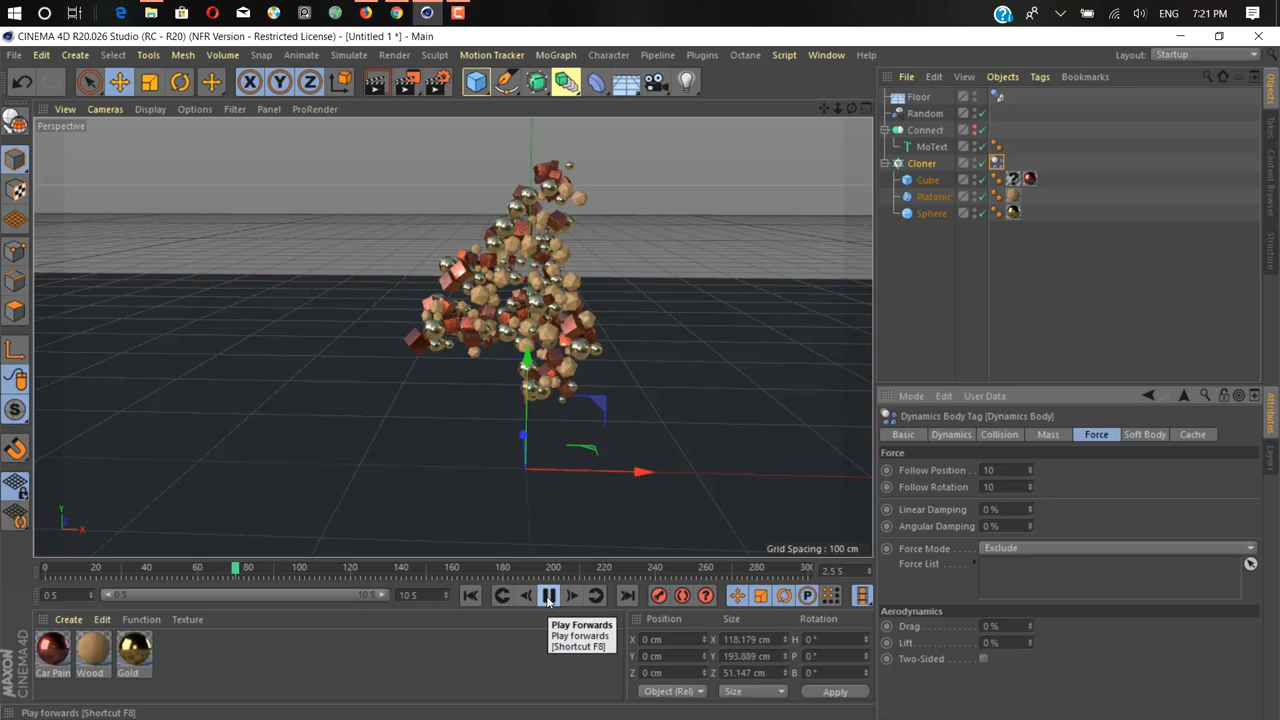 ENG 7:21 PM
CINEMA 4D R20.026 Studio (RC - R20) (NFR Version - Restricted License) - [Untitled 1 *] - Main
File Edit Create Select Tools Mesh Volume Snap Animate Simulate Render Sculpt Motion Tracker MoGraph Character Pipeline Plugins Octane Script Window Help
Layout: Startup
File Edit View Objects Tags Bookmarks
View Cameras Display Options Filter Panel ProRender
Perspective
Floor
Random
Connect
MoText
Cloner
Cube
Platonic
Sphere
Objects
Takes
Content Browser
Structure
Y
X
Grid Spacing : 100 cm
Mode Edit User Data
Dynamics Body Tag [Dynamics Body]
Basic Dynamics Collision Mass Force Soft Body Cache
Force
Follow Position . . 10
Follow Rotation 10
Linear Damping 0 %
Angular Damping 0 %
Force Mode . . . . . Exclude
Force List . . . . . .
Aerodynamics
Drag . . . . 0 %
Lift. . . . . 0 %
Two-Sided
Attributes
Layers
0 20 40 60 80 100 120 140 160 180 200 220 240 260 280 300 2.5 S
0 S 0 S 10 S 10 S
Play Forwards
Play forwards
[Shortcut F8]
Create Edit Function Texture
Car Pain Wood Gold
Position Size Rotation
X 0 cm X 118.179 cm H 0 °
Y 0 cm Y 193.889 cm P 0 °
Z 0 cm Z 51.147 cm B 0 °
Object (Rel) Size Apply
MAXON CINEMA 4D
Play forwards [Shortcut F8]